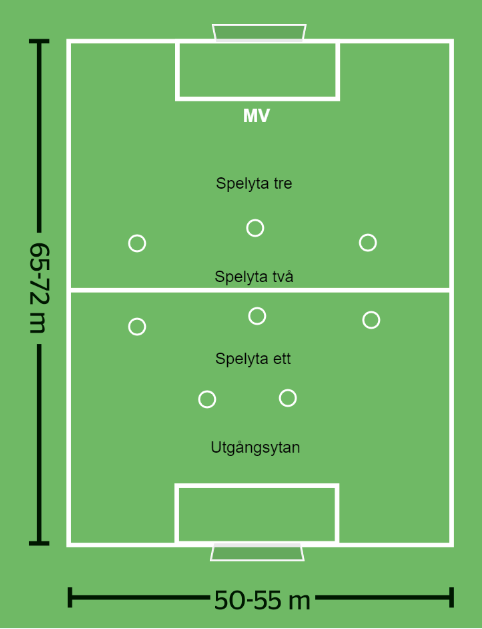 MV
Spelyta tre
65-72 m
Spelyta två
Spelyta ett
Utgångsytan
50-55 m